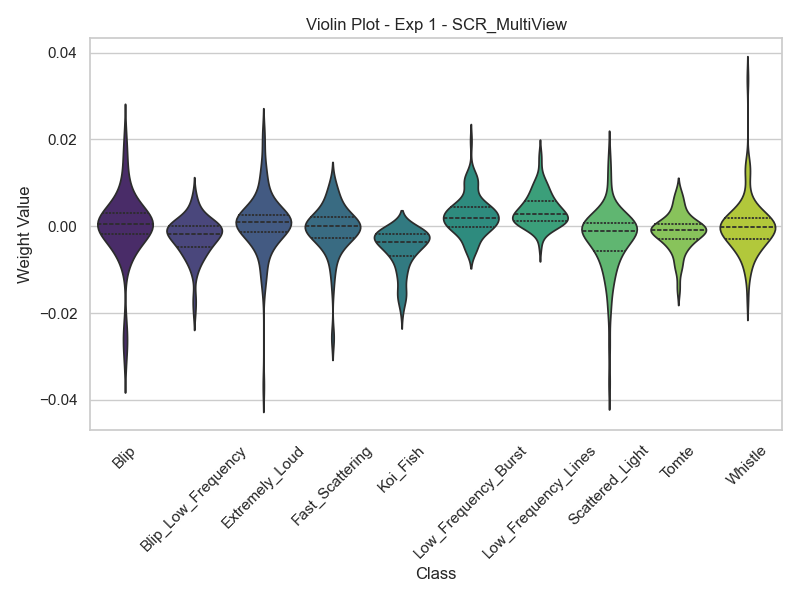 Violin Plot - Exp 1 - SCR_MultiView
Weight Value
0.04
0.02
0.00
−0.02
−0.04
Blip
Blip_Low_Frequency
Extremely_Loud
Fast_Scattering
Koi_Fish
Low_Frequency_Burst
Low_Frequency_Lines
Scattered_Light
Tomte
Whistle
Class